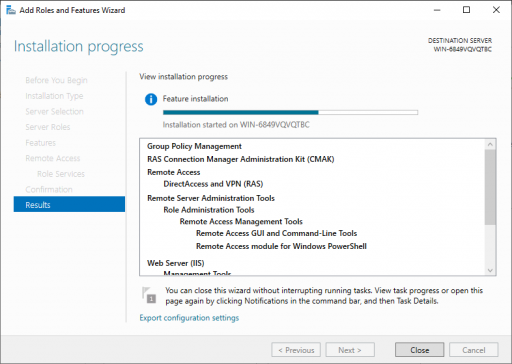 Add Roles and Features Wizard
Installation progress
DESTINATION SERVER
WIN-6849VQVQTBC
Before You Begin
Installation Type
Server Selection
Server Roles
Features
Remote Access
Role Services
Confirmation
Results
View installation progress
Feature installation
Installation started on WIN-6849VQVQTBC
Group Policy Management
RAS Connection Manager Administration Kit (CMAK)
Remote Access
DirectAccess and VPN (RAS)
Remote Server Administration Tools
Role Administration Tools
Remote Access Management Tools
Remote Access GUI and Command-Line Tools
Remote Access module for Windows PowerShell
Web Server (IIS)
Management Tools
1
You can close this wizard without interrupting running tasks. View task progress or open this
page again by clicking Notifications in the command bar, and then Task Details.
Export configuration settings
< Previous
Next >
Close
Cancel